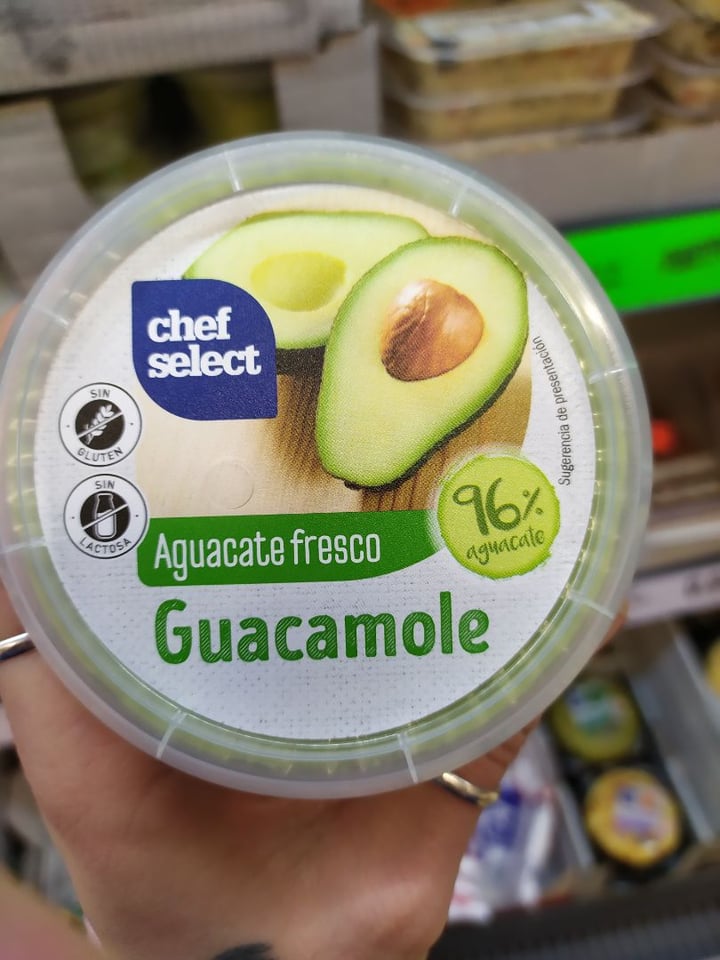 chef
select
SIN
GLUTEN
SIN
LACTOSA
Sugerencia de presentación
96%
aguacate
Aguacate fresco
Guacamole